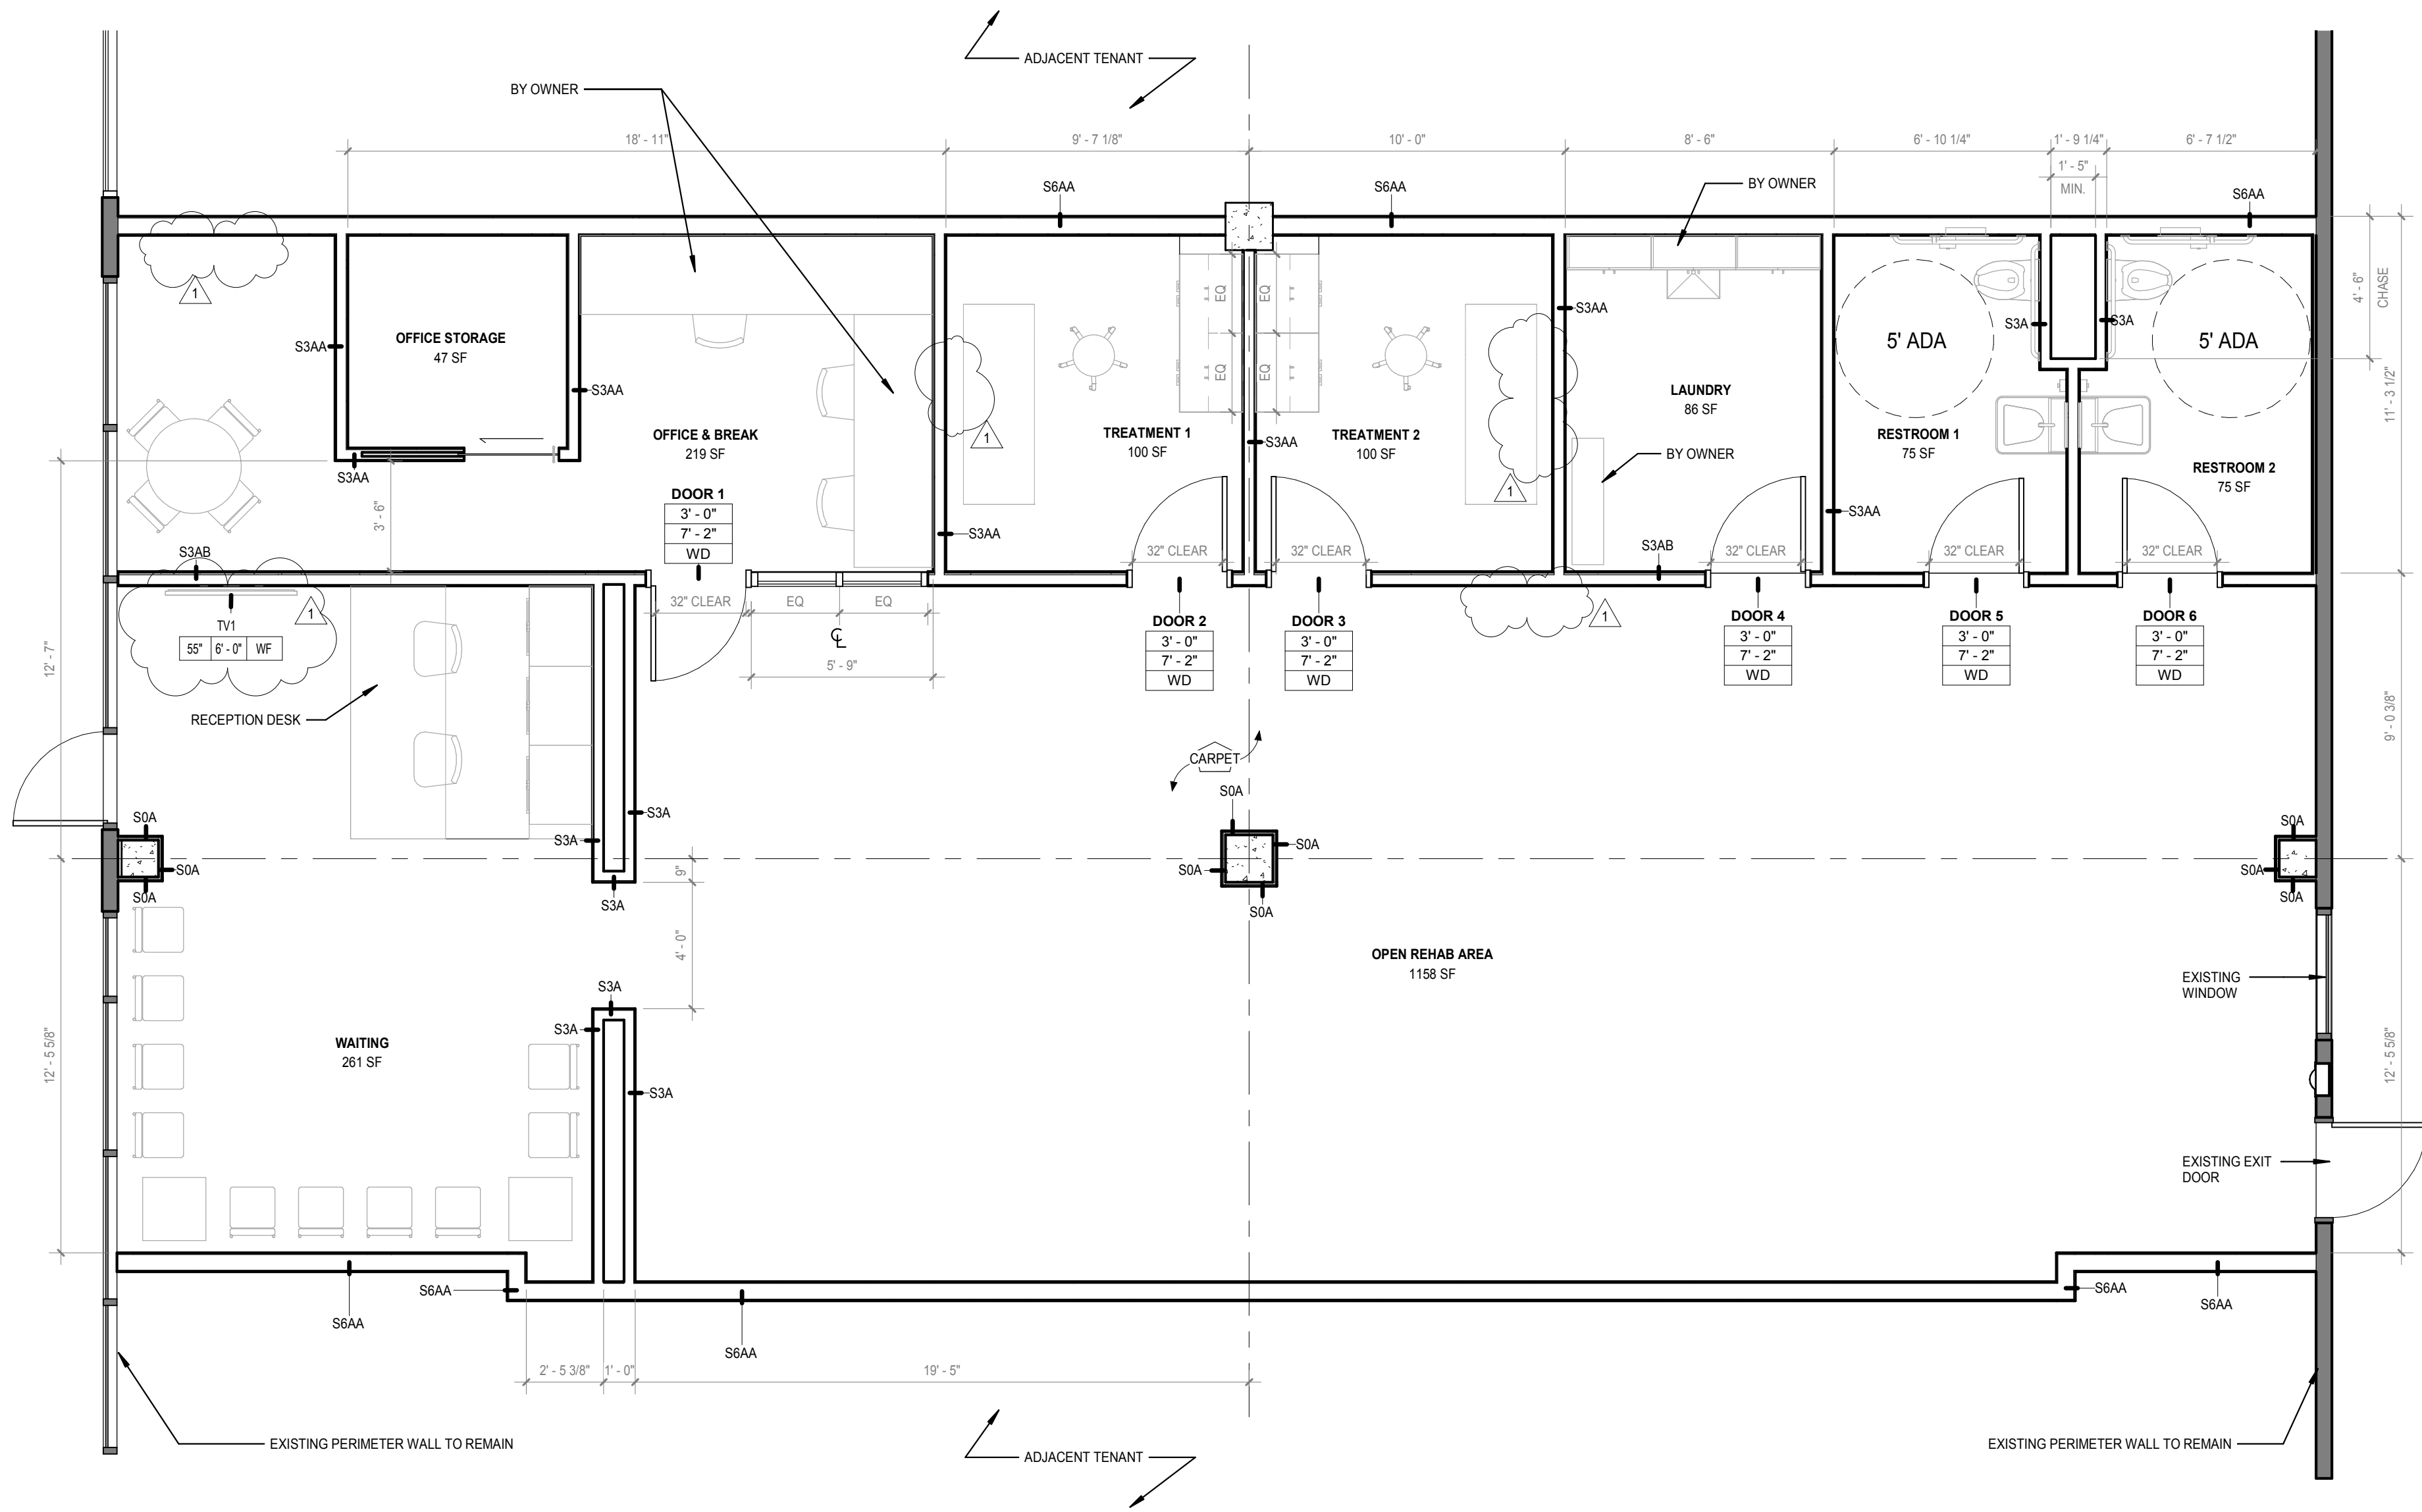 ADJACENT TENANT
BY OWNER
18' - 11"
9' - 7 1/8"
10' - 0"
8' - 6"
6' - 10 1/4"
1' - 9 1/4"
6' - 7 1/2"
1' - 5"
MIN.
S6AA
S6AA
BY OWNER
S6AA
1
OFFICE STORAGE
47 SF
S3AA
S3AA
S3AA
3' - 6"
OFFICE & BREAK
219 SF
DOOR 1
3' - 0"
7' - 2"
WD
1
S3AA
TREATMENT 1
100 SF
EQ
EQ
EQ
EQ
S3AA
TREATMENT 2
100 SF
1
S3AA
LAUNDRY
86 SF
BY OWNER
S3AB
S3AA
5' ADA
RESTROOM 1
75 SF
S3A
S3A
5' ADA
RESTROOM 2
75 SF
4' - 6"
CHASE
11' - 3 1/2"
32" CLEAR
32" CLEAR
32" CLEAR
32" CLEAR
32" CLEAR
S3AB
TV1
55" 6' - 0" WF
1
32" CLEAR
EQ
EQ
CL
5' - 9"
DOOR 2
3' - 0"
7' - 2"
WD
DOOR 3
3' - 0"
7' - 2"
WD
1
DOOR 4
3' - 0"
7' - 2"
WD
DOOR 5
3' - 0"
7' - 2"
WD
DOOR 6
3' - 0"
7' - 2"
WD
12' - 7"
9' - 0 3/8"
RECEPTION DESK
CARPET
S0A
S0A
S0A
S0A
S0A
S0A
S0A
S0A
S0A
S0A
S3A
S3A
S3A
9"
4' - 0"
S3A
S3A
S3A
OPEN REHAB AREA
1158 SF
EXISTING
WINDOW
WAITING
261 SF
12' - 5 5/8"
12' - 5 5/8"
EXISTING EXIT
DOOR
S6AA
S6AA
S6AA
S6AA
S6AA
2' - 5 3/8"
1' - 0"
19' - 5"
EXISTING PERIMETER WALL TO REMAIN
ADJACENT TENANT
EXISTING PERIMETER WALL TO REMAIN